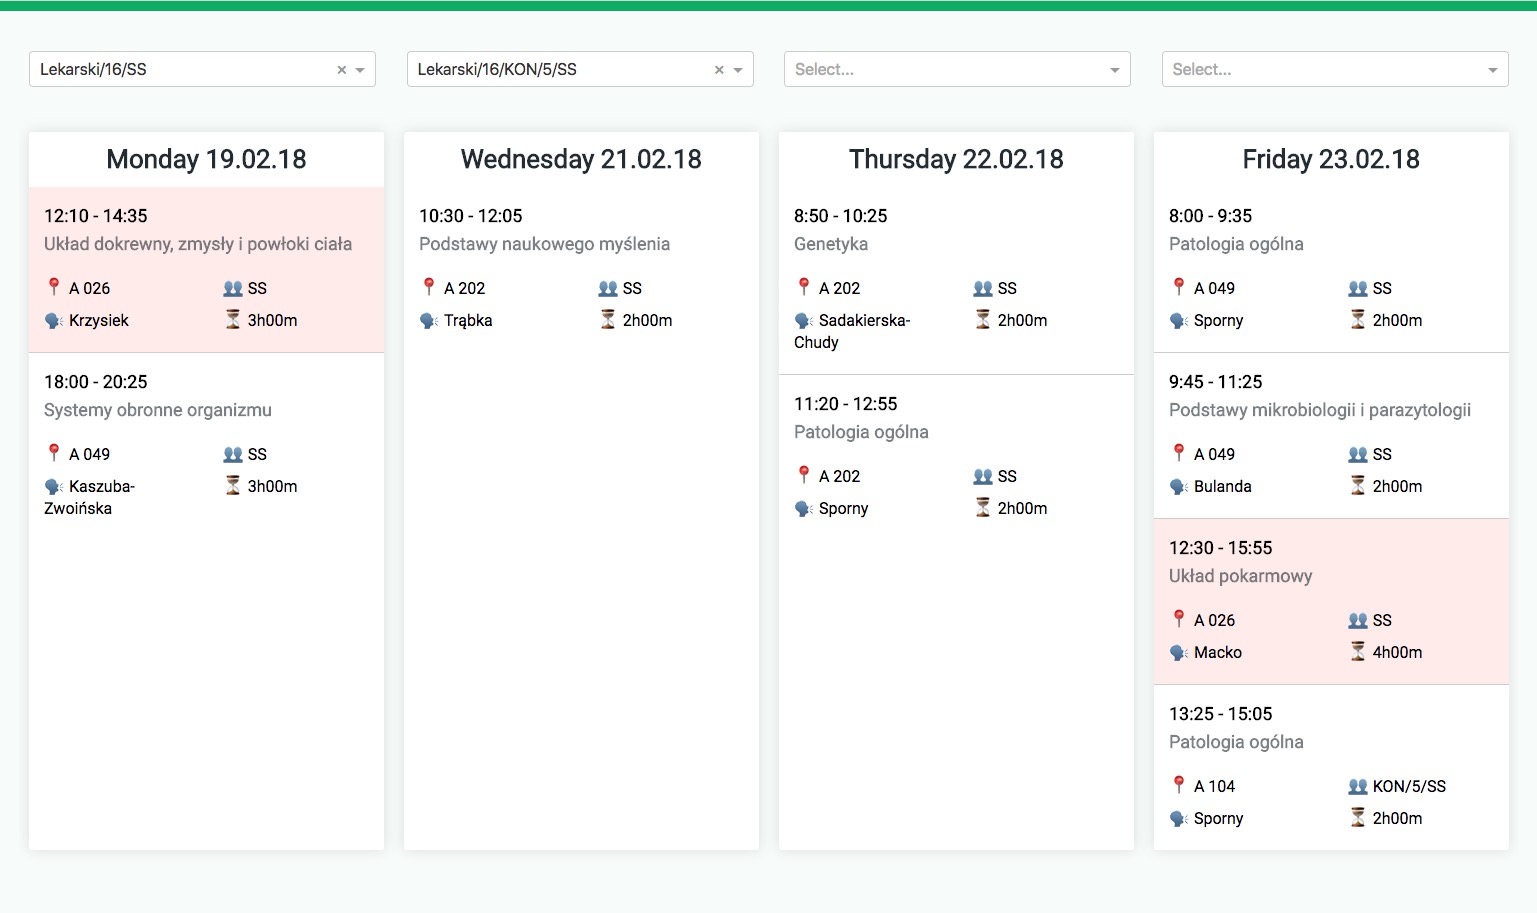 Lekarski/16/SS
Lekarski/16/KON/5/SS
Select...
Select...
Monday 19.02.18
12:10 - 14:35
Układ dokrewny, zmysły i powłoki ciała
A 026
SS
Krzysiek
3h00m
18:00 - 20:25
Systemy obronne organizmu
A 049
SS
Kaszuba-
Zwoińska
3h00m
Wednesday 21.02.18
10:30 - 12:05
Podstawy naukowego myślenia
A 202
SS
Trąbka
2h00m
Thursday 22.02.18
8:50 - 10:25
Genetyka
A 202
SS
Sadakierska-
Chudy
2h00m
11:20 - 12:55
Patologia ogólna
A 202
SS
Sporny
2h00m
Friday 23.02.18
8:00 - 9:35
Patologia ogólna
A 049
SS
Sporny
2h00m
9:45 - 11:25
Podstawy mikrobiologii i parazytologii
A 049
SS
Bulanda
2h00m
12:30 - 15:55
Układ pokarmowy
A 026
SS
Macko
4h00m
13:25 - 15:05
Patologia ogólna
A 104
KON/5/SS
Sporny
2h00m